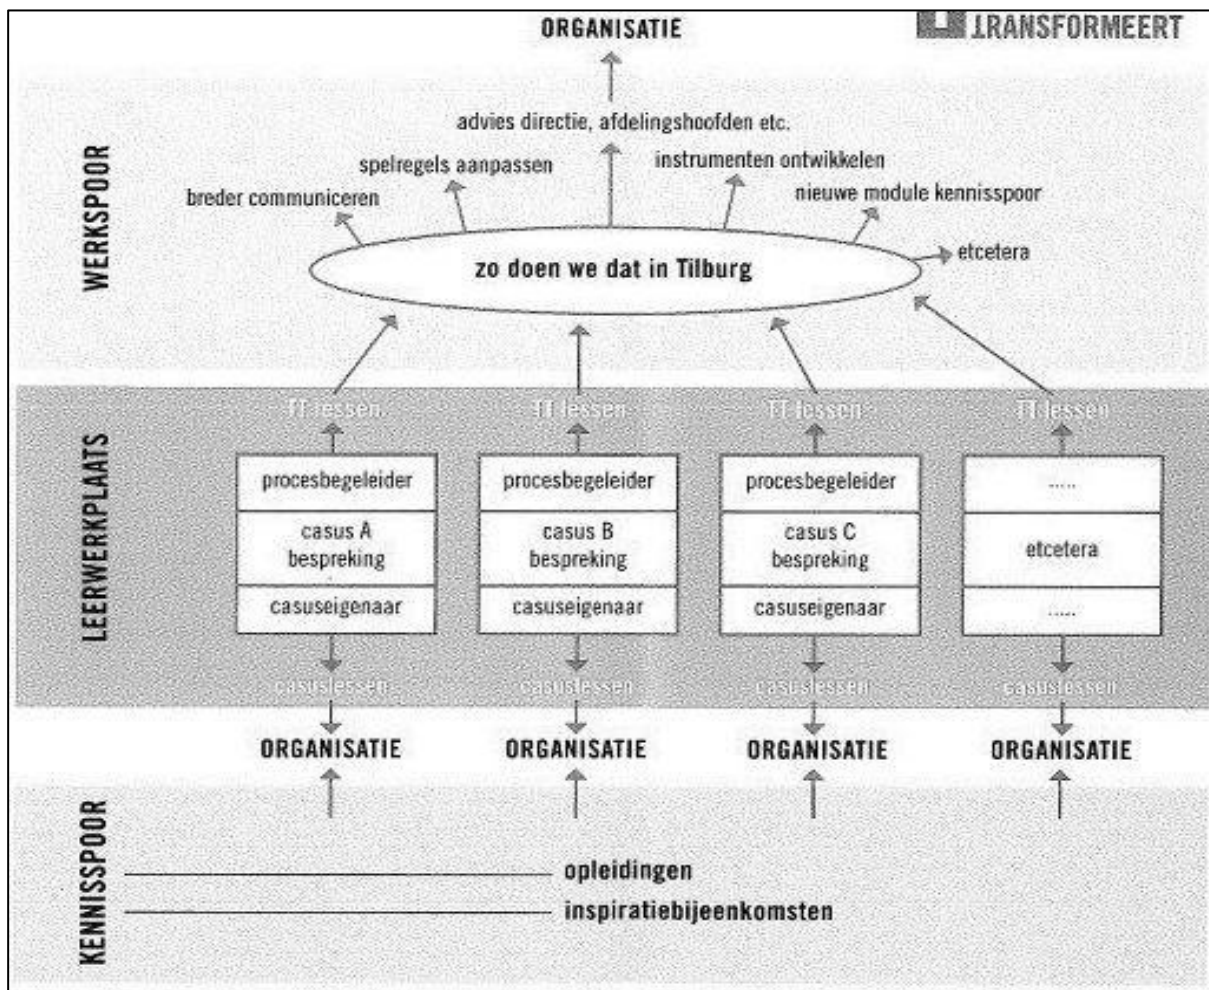 ORGANISATIE
TRANSFORMEERT
advies directie, afdelingshoofden etc.
spelregels aanpassen
instrumenten ontwikkelen
breder communiceren
nieuwe module kennisspoor
etcetera
zo doen we dat in Tilburg
WERKSPOOR
TT lessen TT lessen TT lessen TT lessen
procesbegeleider procesbegeleider procesbegeleider .....
casus A casus B casus C
bespreking bespreking bespreking etcetera
casuseigenaar casuseigenaar casuseigenaar .....
LEERWERKPLAATS
casuslessen casuslessen casuslessen casuslessen
ORGANISATIE ORGANISATIE ORGANISATIE ORGANISATIE
KENNISSPOOR
opleidingen
inspiratiebijeenkomsten